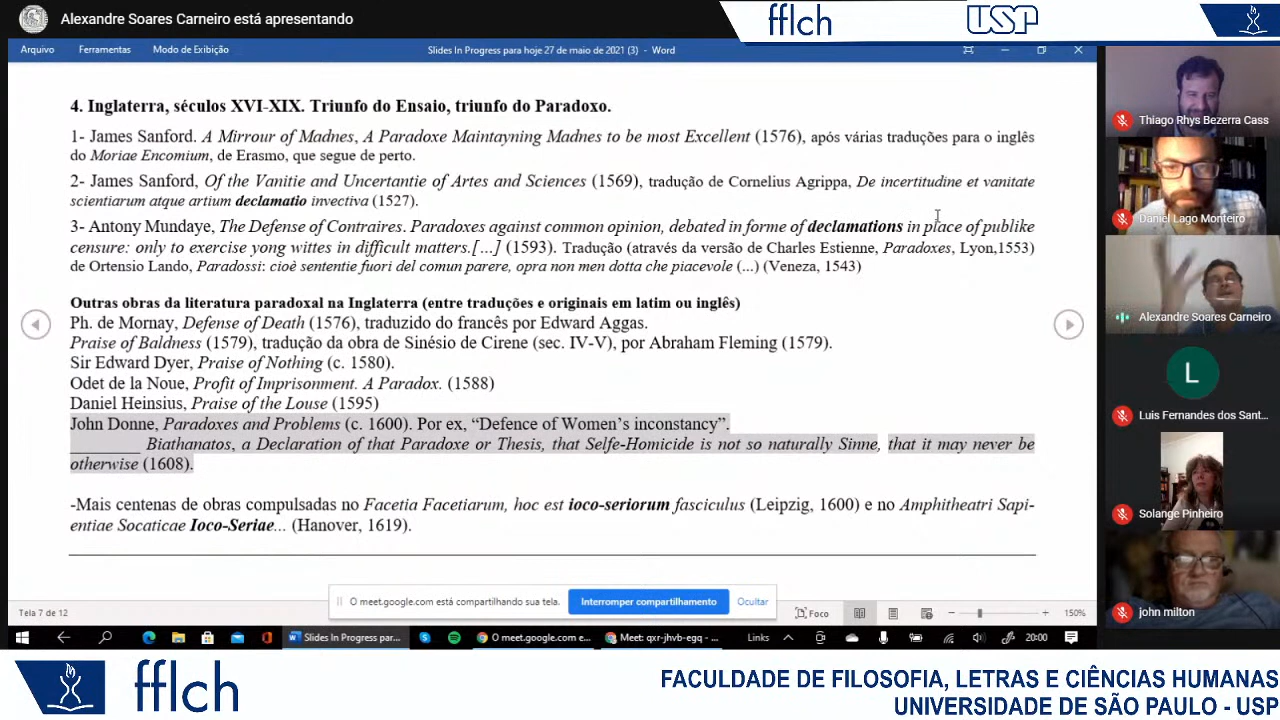 Alexandre Soares Carneiro está apresentando
fflch
USP
Arquivo Ferramentas Modo de Exibição Slides In Progress para hoje 27 de maio de 2021 (3) - Word
4. Inglaterra, séculos XVI-XIX. Triunfo do Ensaio, triunfo do Paradoxo.
1- James Sanford. A Mirrour of Madnes, A Paradoxe Maintayning Madnes to be most Excellent (1576), após várias traduções para o inglês
do Moriae Encomium, de Erasmo, que segue de perto.
2- James Sanford, Of the Vanitie and Uncertantie of Artes and Sciences (1569), tradução de Cornelius Agrippa, De incertitudine et vanitate
scientiarum atque artium declamatio invectiva (1527).
3- Antony Mundaye, The Defense of Contraires. Paradoxes against common opinion, debated in forme of declamations in place of publike
censure: only to exercise yong wittes in difficult matters.[...] (1593). Tradução (através da versão de Charles Estienne, Paradoxes, Lyon,1553)
de Ortensio Lando, Paradossi: cioè sententie fuori del comun parere, opra non men dotta che piacevole (...) (Veneza, 1543)
Outras obras da literatura paradoxal na Inglaterra (entre traduções e originais em latim ou inglês)
Ph. de Mornay, Defense of Death (1576), traduzido do francês por Edward Aggas.
Praise of Baldness (1579), tradução da obra de Sinésio de Cirene (sec. IV-V), por Abraham Fleming (1579).
Sir Edward Dyer, Praise of Nothing (c. 1580).
Odet de la Noue, Profit of Imprisonment. A Paradox. (1588)
Daniel Heinsius, Praise of the Louse (1595)
John Donne, Paradoxes and Problems (c. 1600). Por ex, “Defence of Women’s inconstancy”.
________ Biathanatos, a Declaration of that Paradoxe or Thesis, that Selfe-Homicide is not so naturally Sinne, that it may never be
otherwise (1608).
-Mais centenas de obras compulsadas no Facetia Facetiarum, hoc est ioco-seriorum fasciculus (Leipzig, 1600) e no Amphitheatri Sapi-
entiae Socaticae Ioco-Seriae... (Hanover, 1619).
Thiago Rhys Bezerra Cass
Daniel Lago Monteiro
Alexandre Soares Carneiro
L
Luis Fernandes dos Sant...
Solange Pinheiro
john milton
O meet.google.com está compartilhando sua tela. Interromper compartilhamento Ocultar
Tela 7 de 12 Foco 150%
Slides In Progress par... O meet.google.com e... Meet: qxr-jhvb-egq - ... Links 20:00
fflch
FACULDADE DE FILOSOFIA, LETRAS E CIÊNCIAS HUMANAS
UNIVERSIDADE DE SÃO PAULO - USP